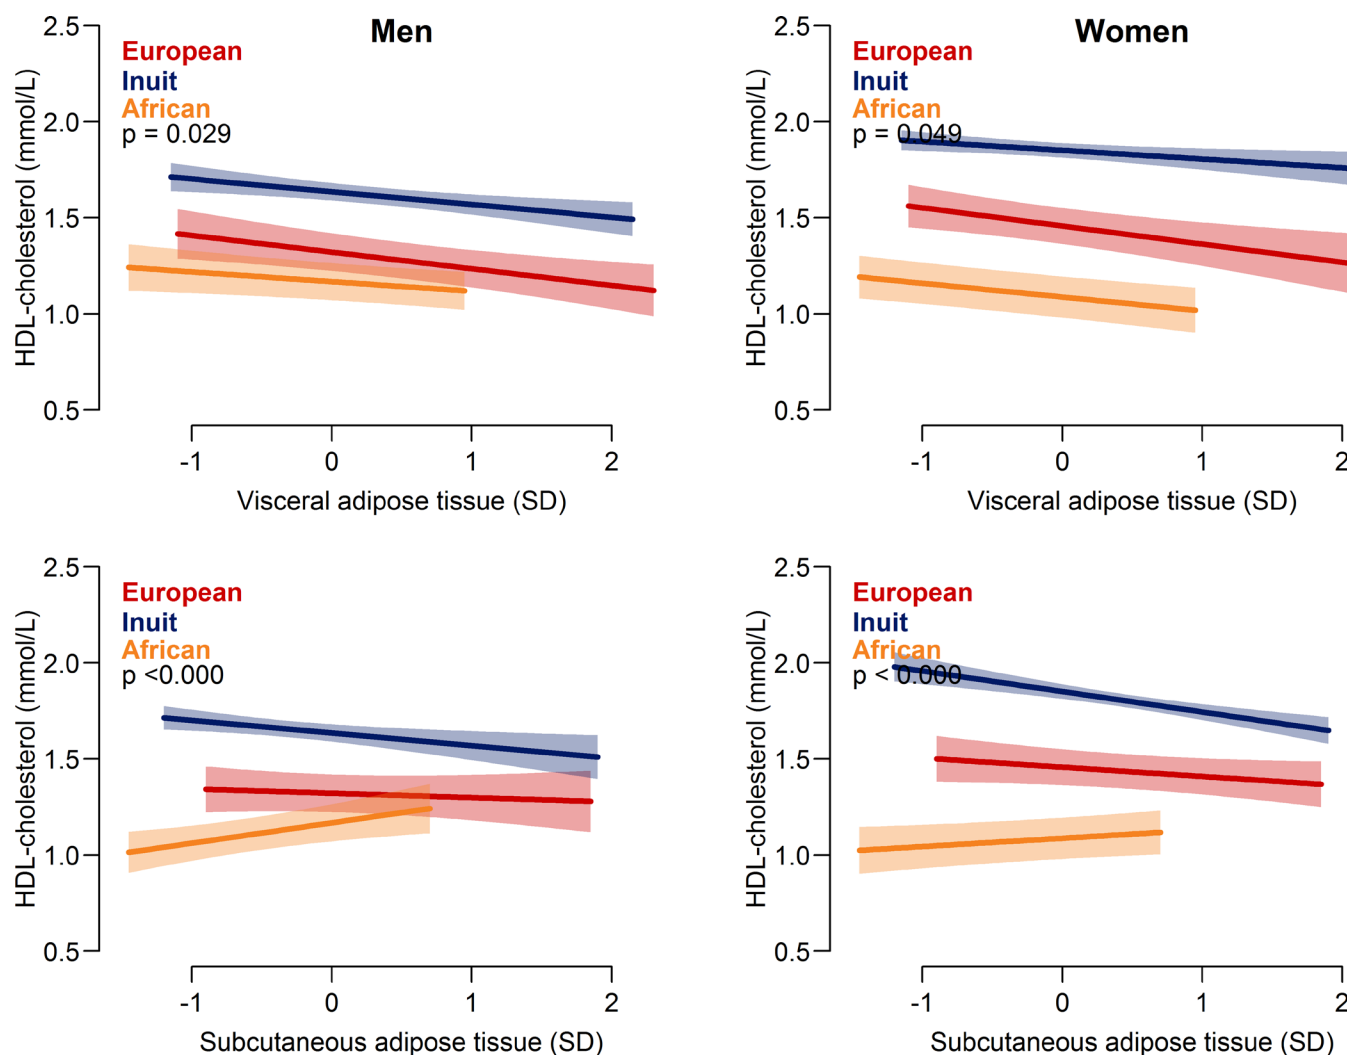 Men
2.5
2.0
1.5
1.0
0.5
HDL-cholesterol (mmol/L)
European
Inuit
African
p = 0.029
-1 0 1 2
Visceral adipose tissue (SD)
Women
2.5
2.0
1.5
1.0
0.5
HDL-cholesterol (mmol/L)
European
Inuit
African
p = 0.049
-1 0 1 2
Visceral adipose tissue (SD)
2.5
2.0
1.5
1.0
0.5
HDL-cholesterol (mmol/L)
European
Inuit
African
p <0.000
-1 0 1 2
Subcutaneous adipose tissue (SD)
2.5
2.0
1.5
1.0
0.5
HDL-cholesterol (mmol/L)
European
Inuit
African
p < 0.000
-1 0 1 2
Subcutaneous adipose tissue (SD)